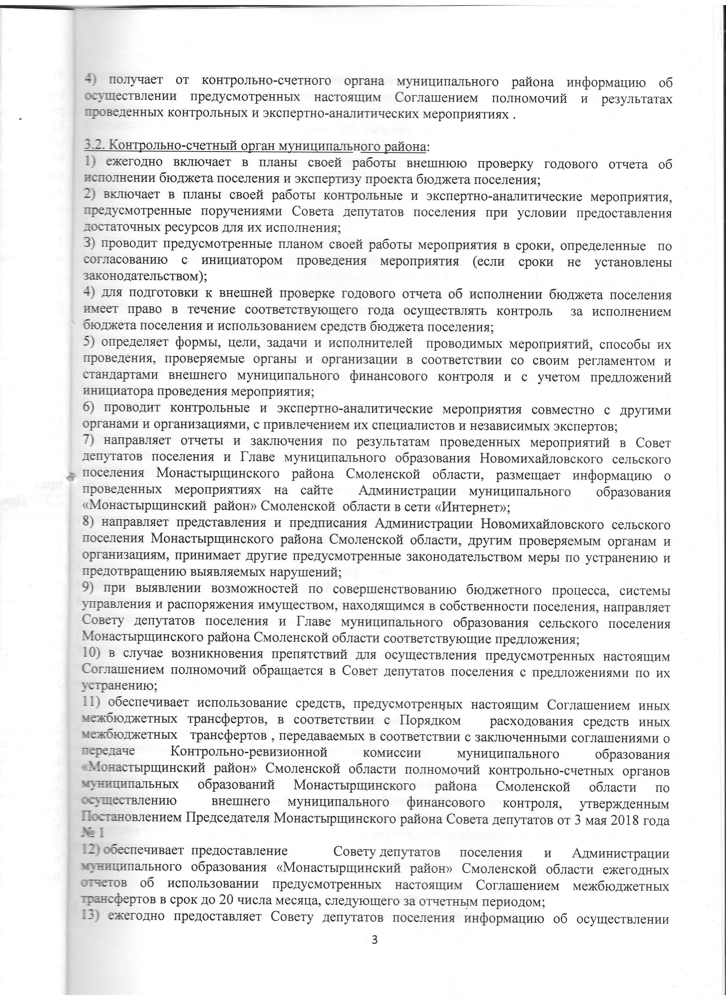 4) получает от контрольно-счетного органа муниципального района информацию об
осуществлении предусмотренных настоящим Соглашением полномочий и результатах
проведенных контрольных и экспертно-аналитических мероприятиях .
3.2. Контрольно-счетный орган муниципального района:
1) ежегодно включает в планы своей работы внешнюю проверку годового отчета об
исполнении бюджета поселения и экспертизу проекта бюджета поселения;
2) включает в планы своей работы контрольные и экспертно-аналитические мероприятия,
предусмотренные поручениями Совета депутатов поселения при условии предоставления
достаточных ресурсов для их исполнения;
3) проводит предусмотренные планом своей работы мероприятия в сроки, определенные по
согласованию с инициатором проведения мероприятия (если сроки не установлены
законодательством);
4) для подготовки к внешней проверке годового отчета об исполнении бюджета поселения
имеет право в течение соответствующего года осуществлять контроль за исполнением
бюджета поселения и использованием средств бюджета поселения;
5) определяет формы, цели, задачи и исполнителей проводимых мероприятий, способы их
проведения, проверяемые органы и организации в соответствии со своим регламентом и
стандартами внешнего муниципального финансового контроля и с учетом предложений
инициатора проведения мероприятия;
6) проводит контрольные и экспертно-аналитические мероприятия совместно с другими
органами и организациями, с привлечением их специалистов и независимых экспертов;
7) направляет отчеты и заключения по результатам проведенных мероприятий в Совет
депутатов поселения и Главе муниципального образования Новомихайловского сельского
поселения Монастырщинского района Смоленской области, размещает информацию о
проведенных мероприятиях на сайте Администрации муниципального образования
«Монастырщинский район» Смоленской области в сети «Интернет»;
8) направляет представления и предписания Администрации Новомихайловского сельского
поселения Монастырщинского района Смоленской области, другим проверяемым органам и
организациям, принимает другие предусмотренные законодательством меры по устранению и
предотвращению выявляемых нарушений;
9) при выявлении возможностей по совершенствованию бюджетного процесса, системы
управления и распоряжения имуществом, находящимся в собственности поселения, направляет
Совету депутатов поселения и Главе муниципального образования сельского поселения
Монастырщинского района Смоленской области соответствующие предложения;
10) в случае возникновения препятствий для осуществления предусмотренных настоящим
Соглашением полномочий обращается в Совет депутатов поселения с предложениями по их
устранению;
11) обеспечивает использование средств, предусмотренных настоящим Соглашением иных
межбюджетных трансфертов, в соответствии с Порядком расходования средств иных
межбюджетных трансфертов , передаваемых в соответствии с заключенными соглашениями о
передаче Контрольно-ревизионной комиссии муниципального образования
«Монастырщинский район» Смоленской области полномочий контрольно-счетных органов
муниципальных образований Монастырщинского района Смоленской области по
осуществлению внешнего муниципального финансового контроля, утвержденным
Постановлением Председателя Монастырщинского района Совета депутатов от 3 мая 2018 года
№ 1
12) обеспечивает предоставление Совету депутатов поселения и Администрации
муниципального образования «Монастырщинский район» Смоленской области ежегодных
отчетов об использовании предусмотренных настоящим Соглашением межбюджетных
трансфертов в срок до 20 числа месяца, следующего за отчетным периодом;
13) ежегодно предоставляет Совету депутатов поселения информацию об осуществлении
3